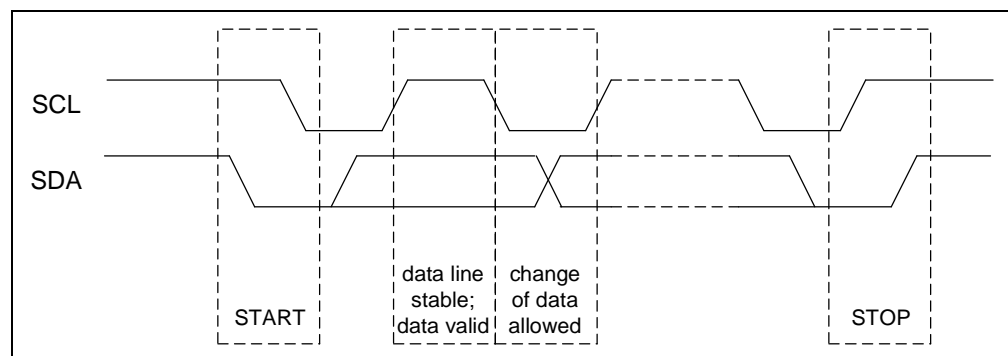 SCL
SDA
START
data line
stable;
data valid
change
of data
allowed
STOP